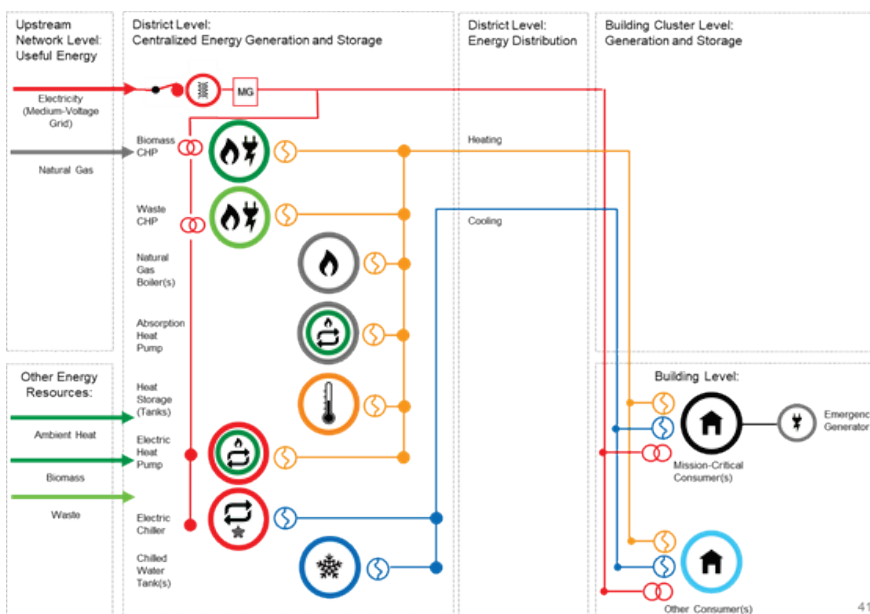 Upstream
Network Level:
Useful Energy
District Level:
Centralized Energy Generation and Storage
District Level:
Energy Distribution
Building Cluster Level:
Generation and Storage
Electricity
(Medium-Voltage
Grid)
MG
Biomass
CHP
Heating
Natural Gas
Waste
CHP
Cooling
Natural
Gas
Boiler(s)
Absorption
Heat
Pump
Other Energy
Resources:
Building Level:
Heat
Storage
(Tanks)
Ambient Heat
Emergency
Generator
Electric
Heat
Pump
Mission-Critical
Consumer(s)
Biomass
Waste
Electric
Chiller
Chilled
Water
Tank(s)
Other Consumer(s)
41